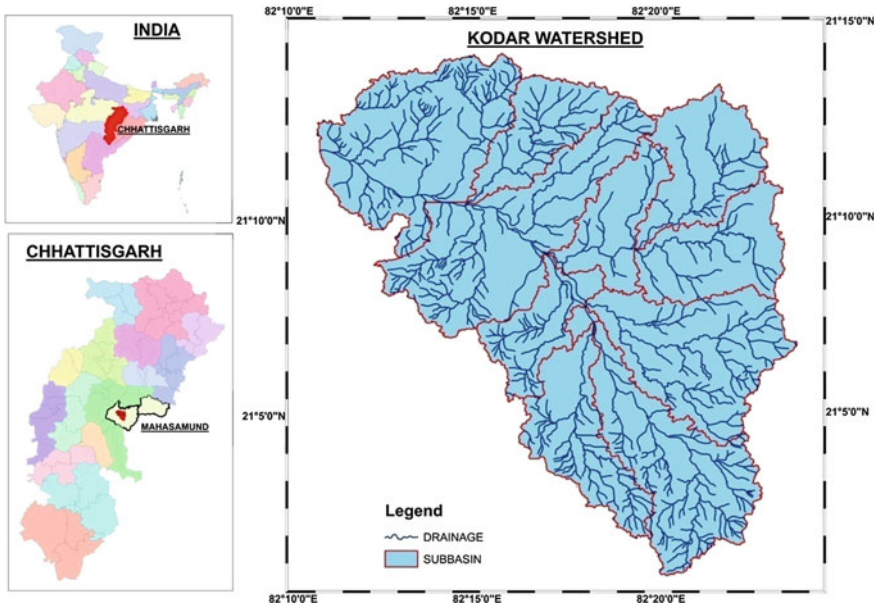 INDIA
CHHATTISGARH
CHHATTISGARH
MAHASAMUND
82°10'0"E
82°15'0"E
82°20'0"E
21°15'0"N
KODAR WATERSHED
21°10'0"N
21°10'0"N
21°5'0"N
21°5'0"N
Legend
DRAINAGE
SUBBASIN
82°10'0"E
82°15'0"E
82°20'0"E